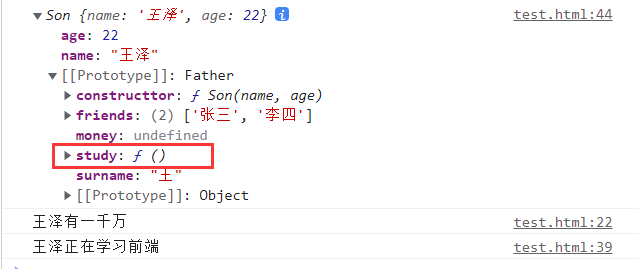 ▼Son {name: '王泽', age: 22} i test.html:44
age: 22
name: "王泽"
▼[[Prototype]]: Father
▶constructtor: ƒ Son(name, age)
▶friends: (2) ['张三', '李四']
money: undefined
▶study: ƒ ()
surname: "王"
▶[[Prototype]]: Object
王泽有一千万 test.html:22
王泽正在学习前端 test.html:39